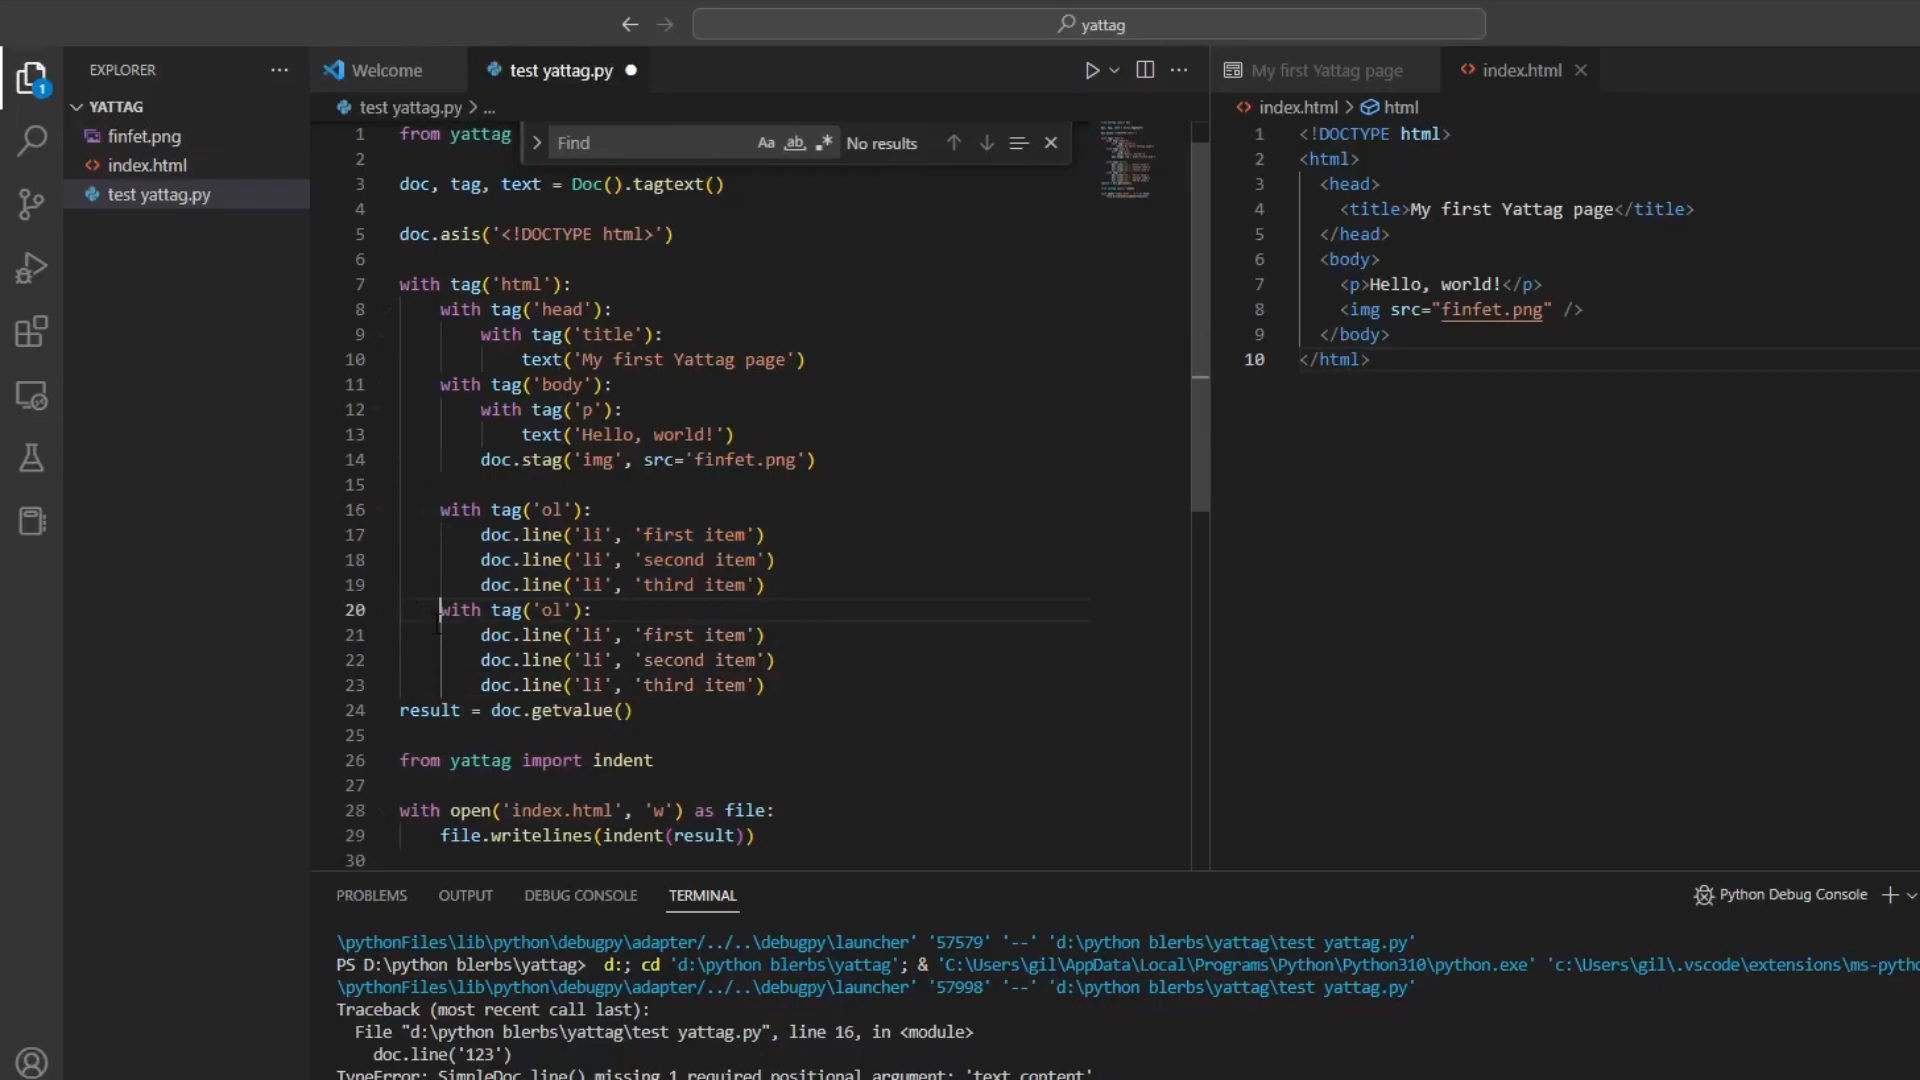 yattag
EXPLORER
YATTAG
finfet.png
index.html
test yattag.py
1
Welcome
test yattag.py
test yattag.py > ...
Find
Aa ab .*
No results
1 from yattag
2
3 doc, tag, text = Doc().tagtext()
4
5 doc.asis('<!DOCTYPE html>')
6
7 with tag('html'):
8 with tag('head'):
9 with tag('title'):
10 text('My first Yattag page')
11 with tag('body'):
12 with tag('p'):
13 text('Hello, world!')
14 doc.stag('img', src='finfet.png')
15
16 with tag('ol'):
17 doc.line('li', 'first item')
18 doc.line('li', 'second item')
19 doc.line('li', 'third item')
20 with tag('ol'):
21 doc.line('li', 'first item')
22 doc.line('li', 'second item')
23 doc.line('li', 'third item')
24 result = doc.getvalue()
25
26 from yattag import indent
27
28 with open('index.html', 'w') as file:
29 file.writelines(indent(result))
30
My first Yattag page
index.html
index.html > html
1 <!DOCTYPE html>
2 <html>
3 <head>
4 <title>My first Yattag page</title>
5 </head>
6 <body>
7 <p>Hello, world!</p>
8 <img src="finfet.png" />
9 </body>
10 </html>
PROBLEMS OUTPUT DEBUG CONSOLE TERMINAL
Python Debug Console
\pythonFiles\lib\python\debugpy\adapter/../..\debugpy\launcher' '57579' '--' 'd:\python blerbs\yattag\test yattag.py'
PS D:\python blerbs\yattag> d:; cd 'd:\python blerbs\yattag'; & 'C:\Users\gil\AppData\Local\Programs\Python\Python310\python.exe' 'c:\Users\gil\.vscode\extensions\ms-pytho
\pythonFiles\lib\python\debugpy\adapter/../..\debugpy\launcher' '57998' '--' 'd:\python blerbs\yattag\test yattag.py'
Traceback (most recent call last):
File "d:\python blerbs\yattag\test yattag.py", line 16, in <module>
doc.line('123')
TypeError: SimpleDoc.line() missing 1 required positional argument: 'text_content'